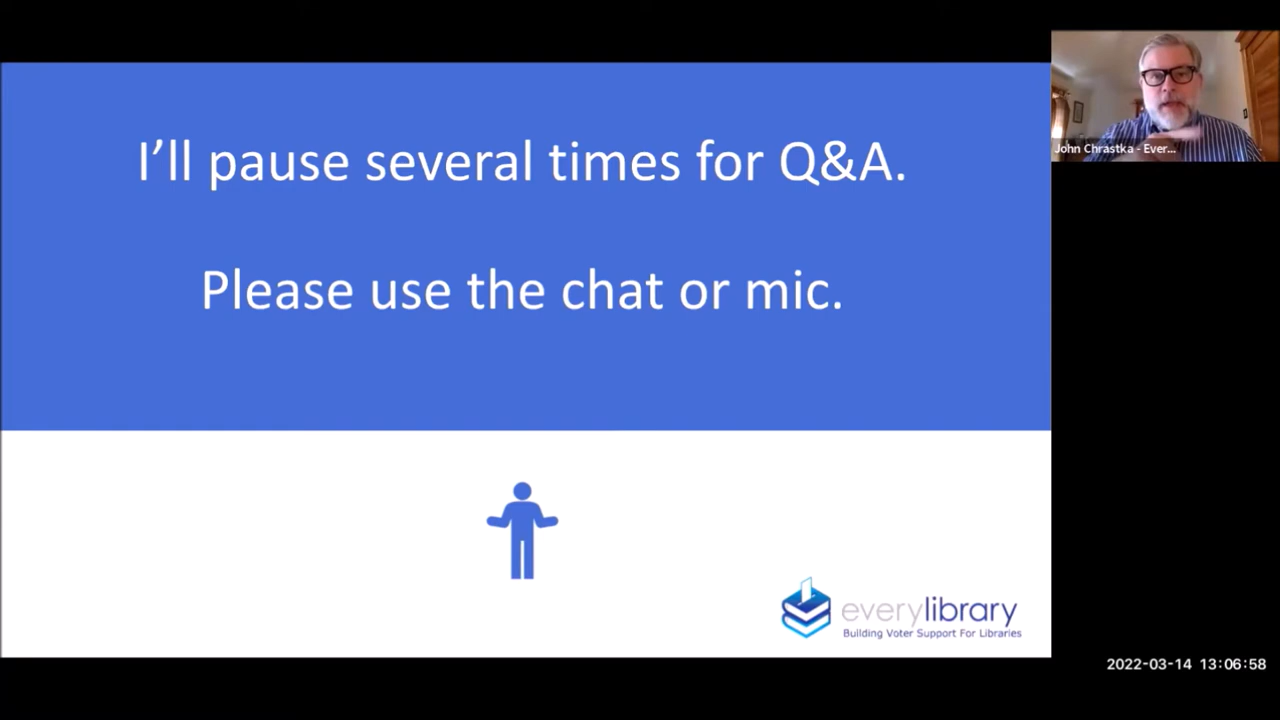 I’ll pause several times for Q&A.
Please use the chat or mic.
John Chrastka - Ever...
everylibrary
Building Voter Support For Libraries
2022-03-14 13:06:58